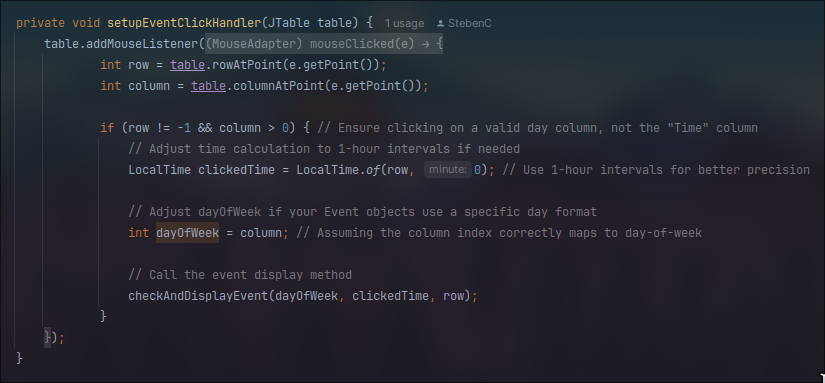 private void setupEventClickHandler(JTable table) { 1 usage StebenC
table.addMouseListener((MouseAdapter) mouseClicked(e) → {
int row = table.rowAtPoint(e.getPoint());
int column = table.columnAtPoint(e.getPoint());
if (row != -1 && column > 0) { // Ensure clicking on a valid day column, not the "Time" column
// Adjust time calculation to 1-hour intervals if needed
LocalTime clickedTime = LocalTime.of(row, minute: 0); // Use 1-hour intervals for better precision
// Adjust dayOfWeek if your Event objects use a specific day format
int dayOfWeek = column; // Assuming the column index correctly maps to day-of-week
// Call the event display method
checkAndDisplayEvent(dayOfWeek, clickedTime, row);
}
});
}